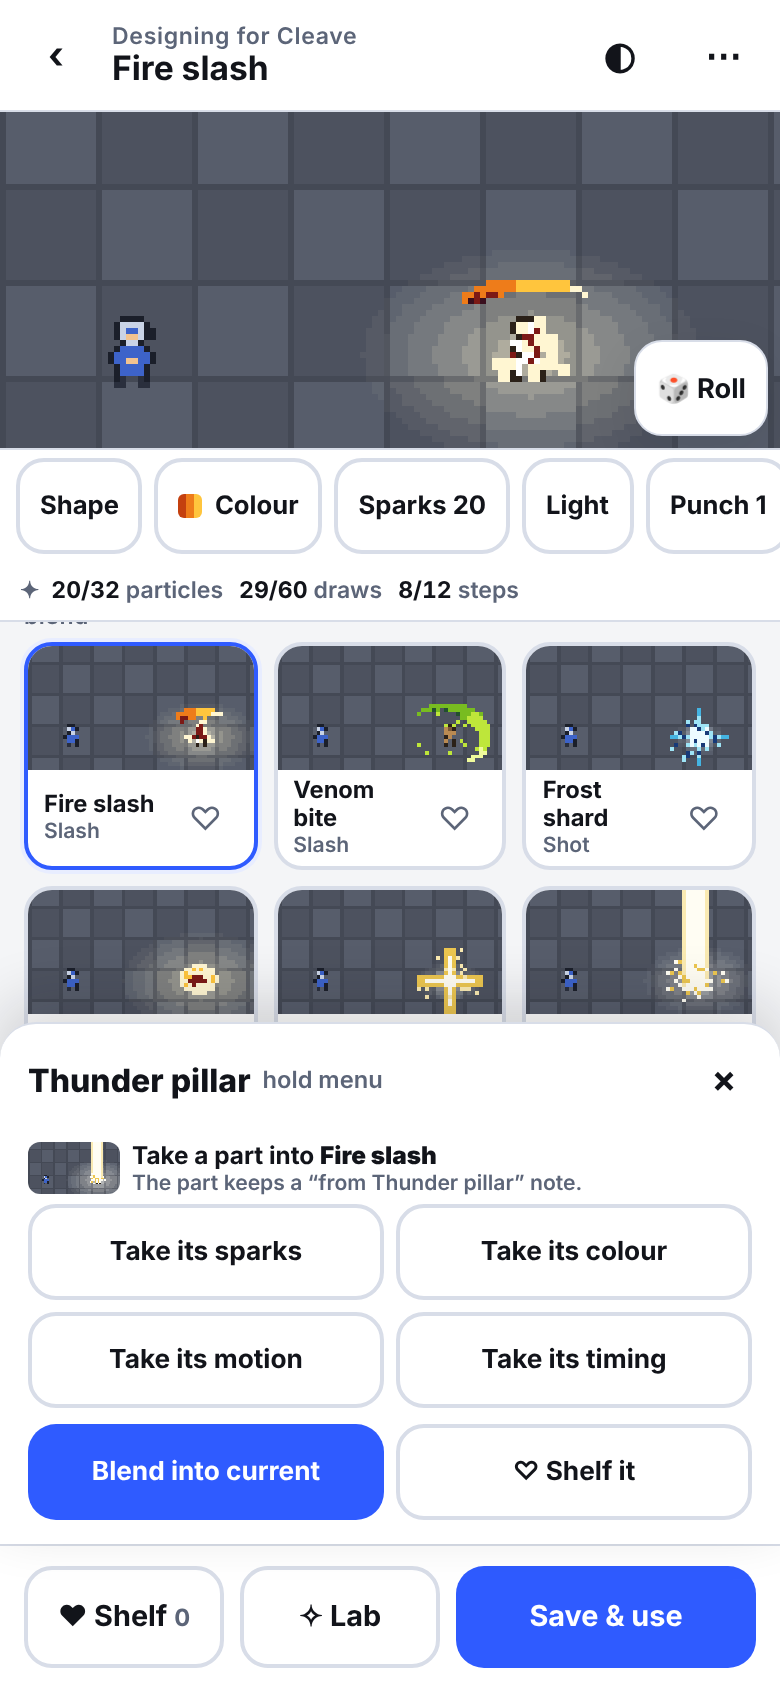 Designing for Cleave
Fire slash
Roll
Shape
Colour
Sparks 20
Light
Punch 1
20/32 particles 29/60 draws 8/12 steps
blend
Fire slash
Slash
Venom
bite
Slash
Frost
shard
Shot
Thunder pillar hold menu
Take a part into Fire slash
The part keeps a “from Thunder pillar” note.
Take its sparks
Take its colour
Take its motion
Take its timing
Blend into current
Shelf it
Shelf 0
Lab
Save & use